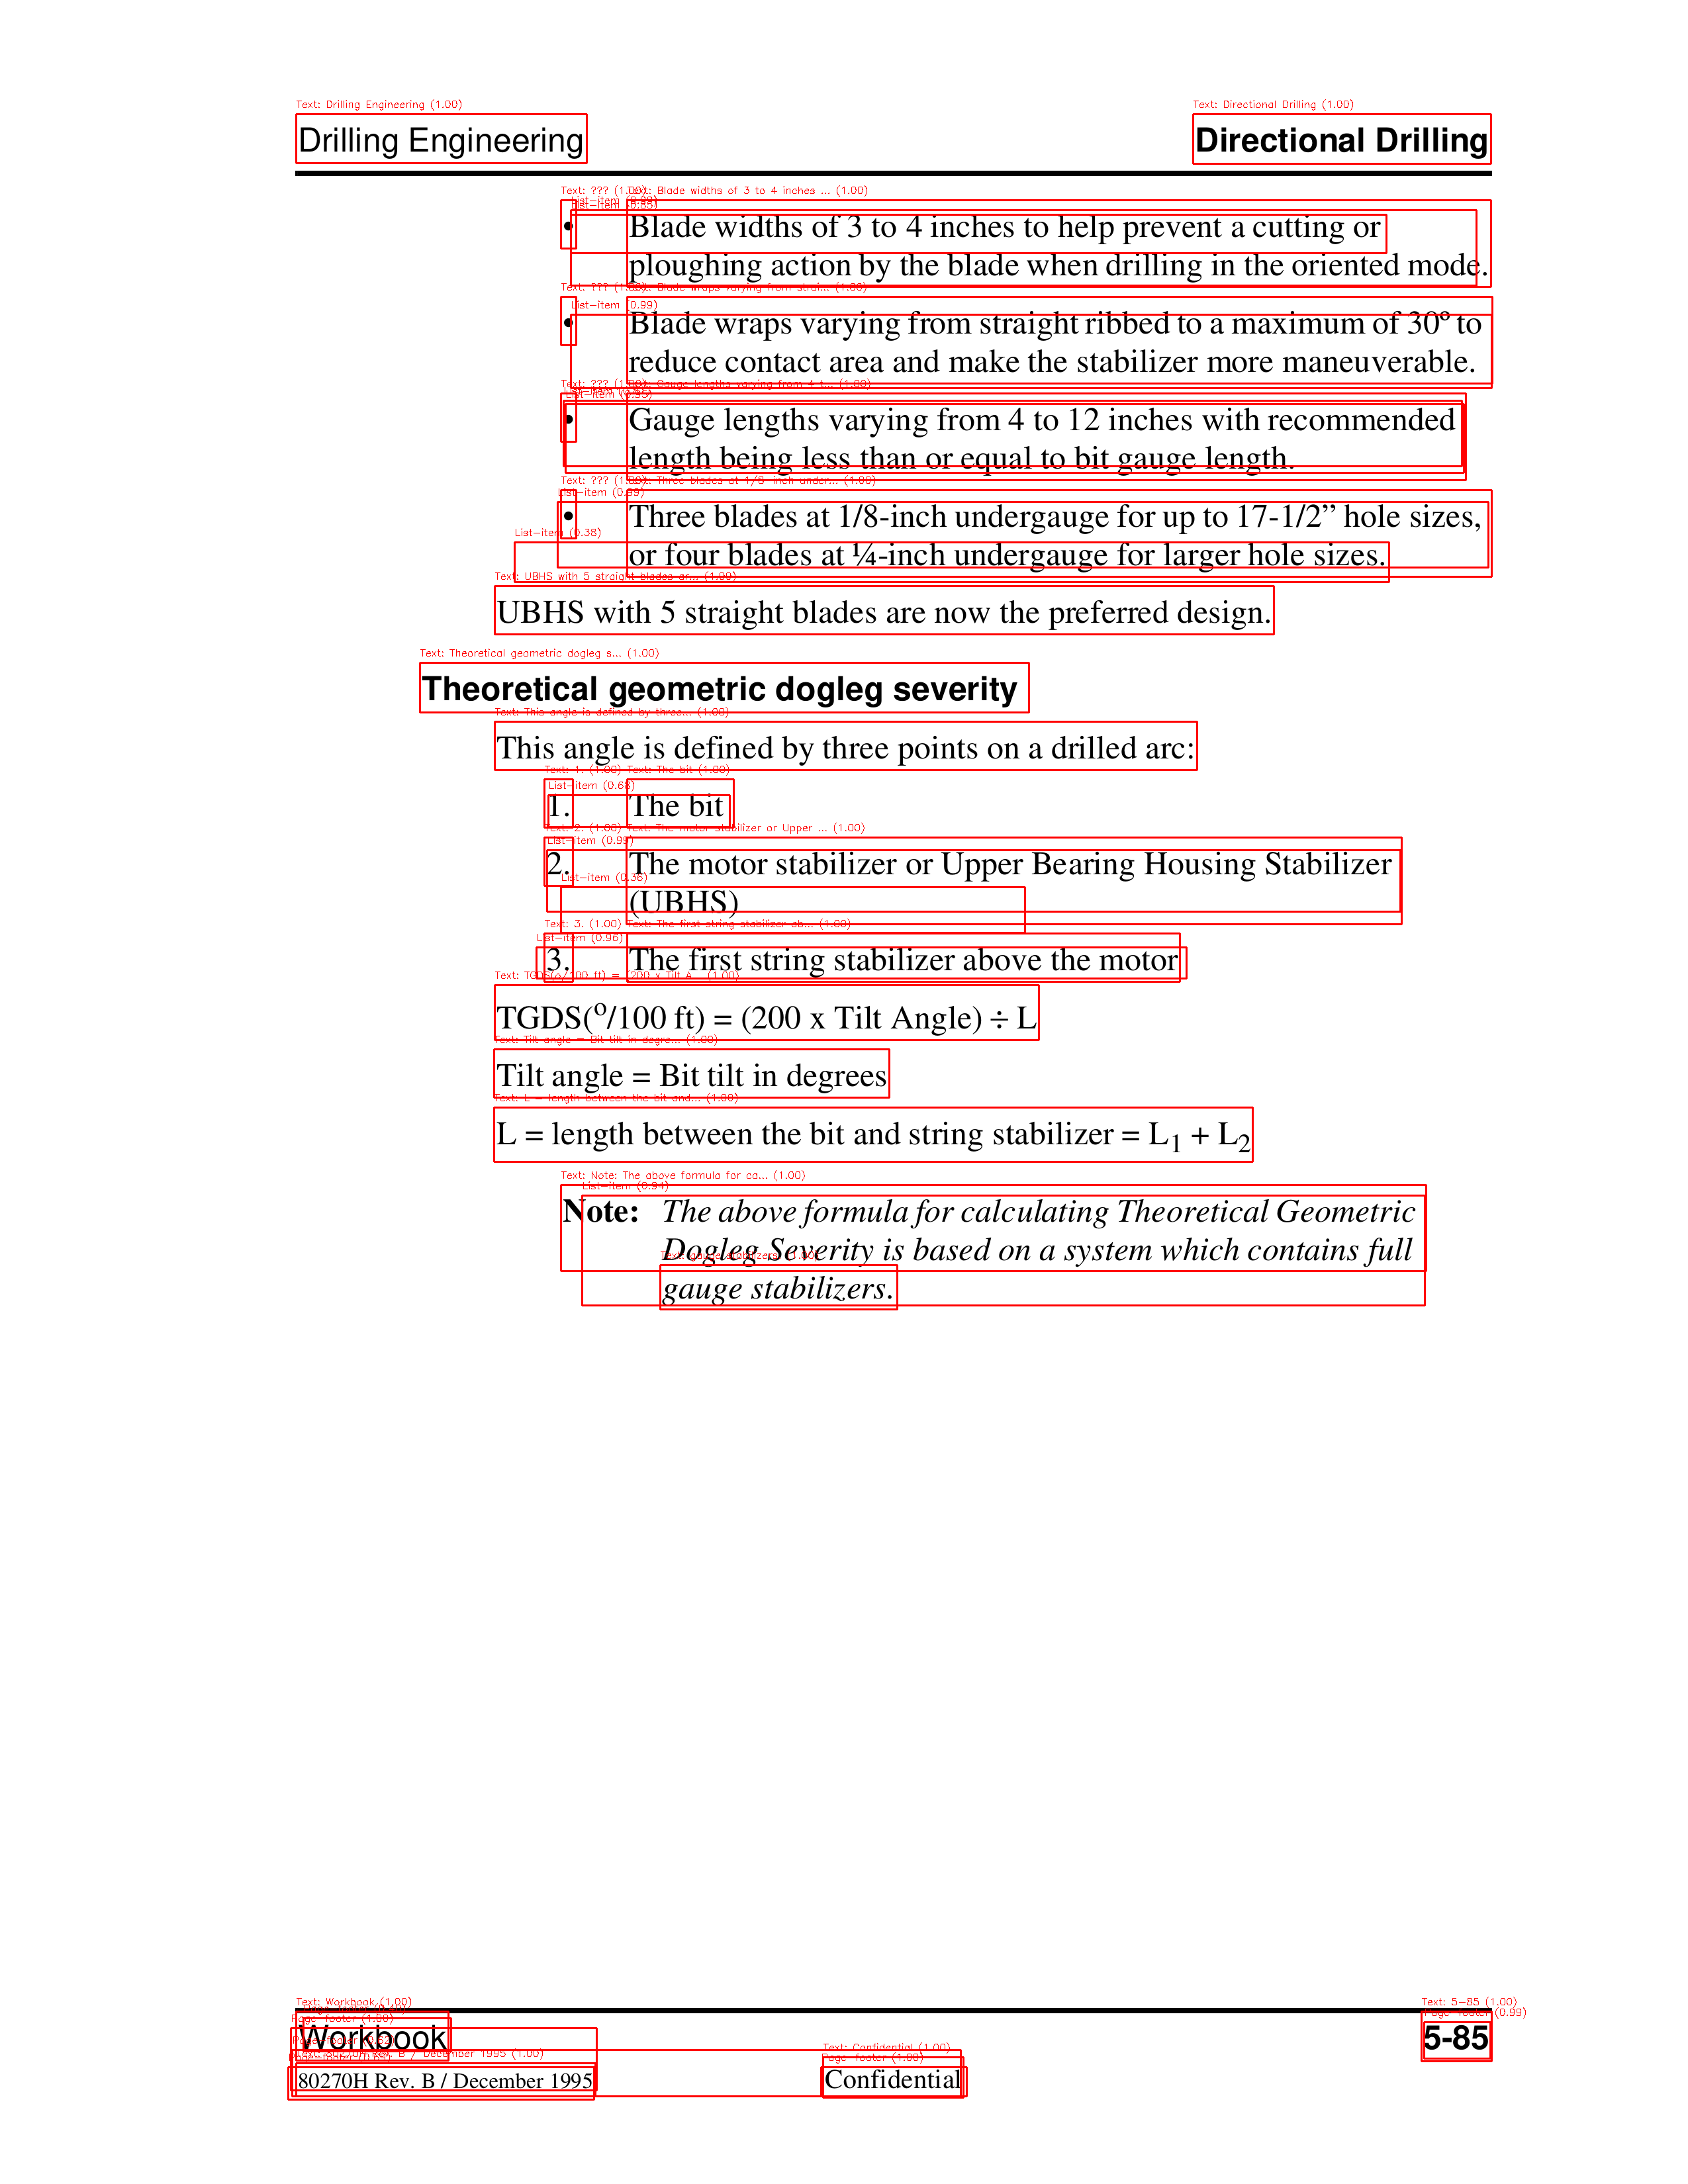 Drilling Engineering Directional Drilling
• Blade widths of 3 to 4 inches to help prevent a cutting or
ploughing action by the blade when drilling in the oriented mode.
• Blade wraps varying from straight ribbed to a maximum of 30º to
reduce contact area and make the stabilizer more maneuverable.
• Gauge lengths varying from 4 to 12 inches with recommended
length being less than or equal to bit gauge length.
• Three blades at 1/8-inch undergauge for up to 17-1/2” hole sizes,
or four blades at ¼-inch undergauge for larger hole sizes.
UBHS with 5 straight blades are now the preferred design.
Theoretical geometric dogleg severity
This angle is defined by three points on a drilled arc:
1. The bit
2. The motor stabilizer or Upper Bearing Housing Stabilizer
(UBHS)
3. The first string stabilizer above the motor
TGDS(º/100 ft) = (200 x Tilt Angle) ÷ L
Tilt angle = Bit tilt in degrees
L = length between the bit and string stabilizer = L₁ + L₂
Note: The above formula for calculating Theoretical Geometric
Dogleg Severity is based on a system which contains full
gauge stabilizers.
Workbook 5-85
80270H Rev. B / December 1995 Confidential